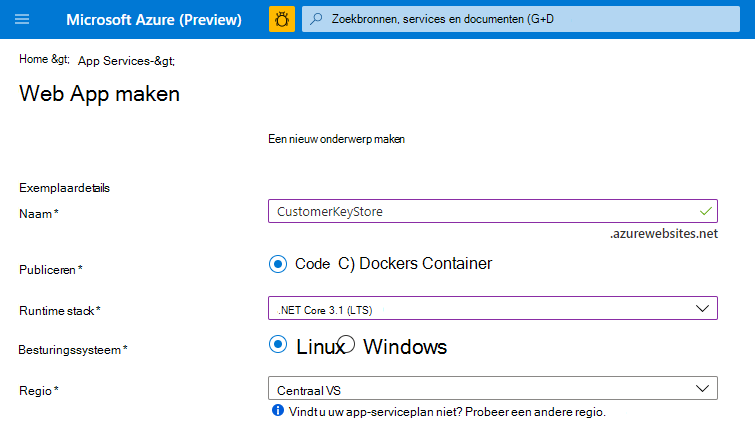 Microsoft Azure (Preview) Zoekbronnen, services en documenten (G+D
Home &gt; App Services-&gt;
Web App maken
Een nieuw onderwerp maken
Exemplaardetails
Naam * CustomerKeyStore
.azurewebsites.net
Publiceren * Code C) Dockers Container
Runtime stack* .NET Core 3.1 (LTS)
Besturingssysteem * Linux Windows
Regio * Centraal VS
Vindt u uw app-serviceplan niet? Probeer een andere regio.